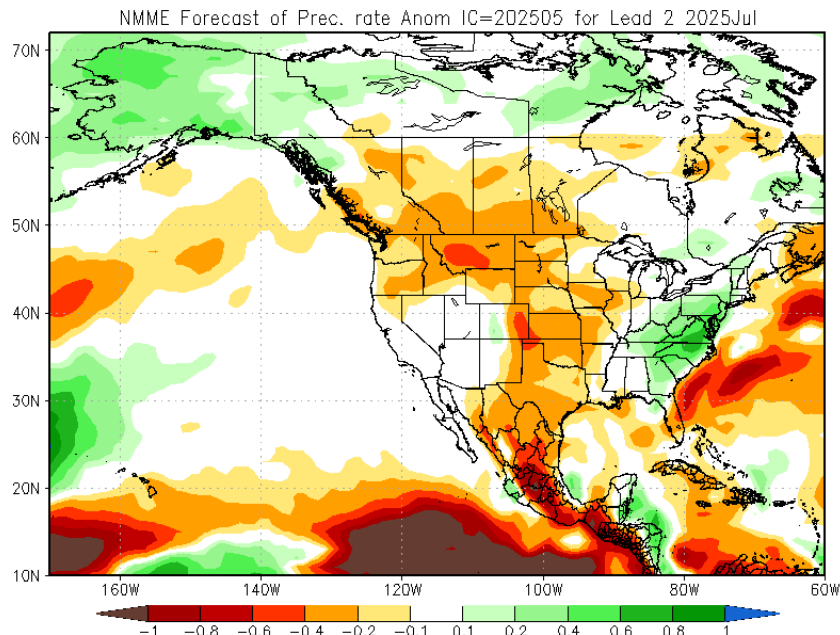 NMME Forecast of Prec. rate Anom IC=202505 for Lead 2 2025Jul
70N
60N
50N
40N
30N
20N
10N
160W 140W 120W 100W 80W 60W
-1 -0.8 -0.6 -0.4 -0.2 -0.1 0.1 0.2 0.4 0.6 0.8 1